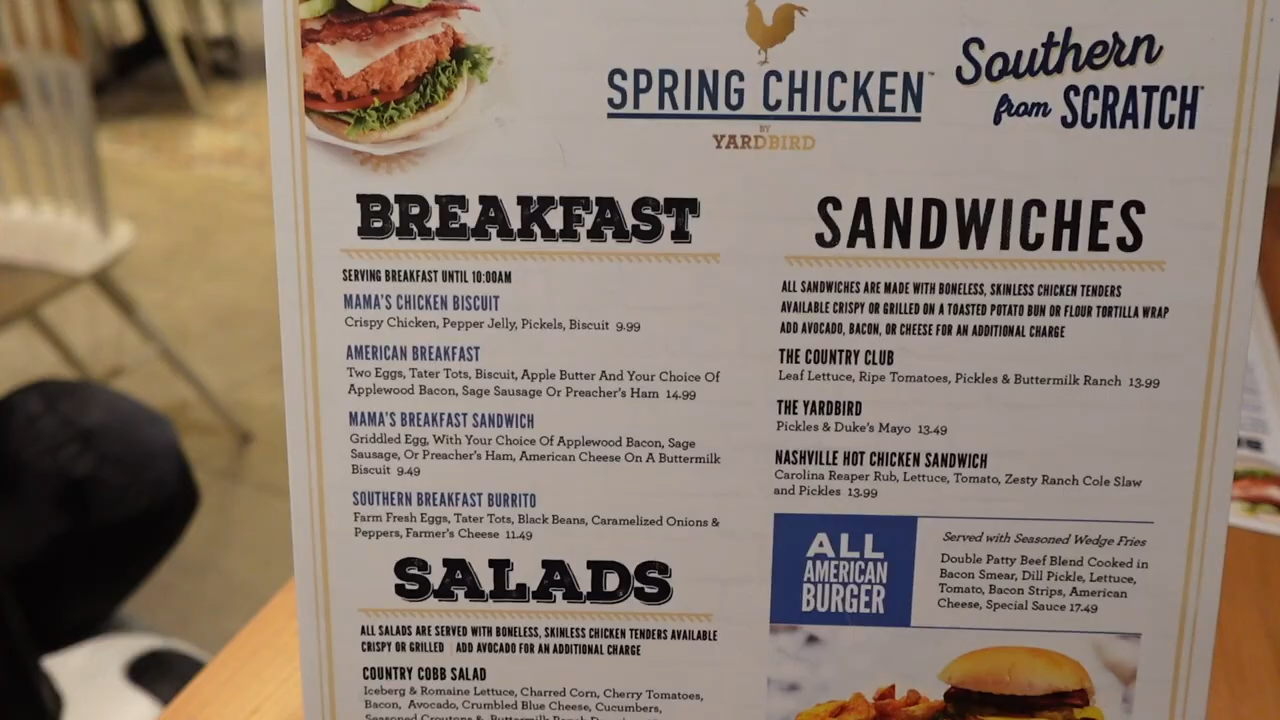 SPRING CHICKEN™
BY
YARDBIRD
Southern
from SCRATCH
BREAKFAST
SERVING BREAKFAST UNTIL 10:00AM
MAMA'S CHICKEN BISCUIT
Crispy Chicken, Pepper Jelly, Pickels, Biscuit 9.99
AMERICAN BREAKFAST
Two Eggs, Tater Tots, Biscuit, Apple Butter And Your Choice Of
Applewood Bacon, Sage Sausage Or Preacher's Ham 14.99
MAMA'S BREAKFAST SANDWICH
Griddled Egg, With Your Choice Of Applewood Bacon, Sage
Sausage, Or Preacher's Ham, American Cheese On A Buttermilk
Biscuit 9.49
SOUTHERN BREAKFAST BURRITO
Farm Fresh Eggs, Tater Tots, Black Beans, Caramelized Onions &
Peppers, Farmer's Cheese 11.49
SALADS
ALL SALADS ARE SERVED WITH BONELESS, SKINLESS CHICKEN TENDERS AVAILABLE
CRISPY OR GRILLED | ADD AVOCADO FOR AN ADDITIONAL CHARGE
COUNTRY COBB SALAD
Iceberg & Romaine Lettuce, Charred Corn, Cherry Tomatoes,
Bacon, Avocado, Crumbled Blue Cheese, Cucumbers,
Seasoned Croutons & Buttermilk Ranch
SANDWICHES
ALL SANDWICHES ARE MADE WITH BONELESS, SKINLESS CHICKEN TENDERS
AVAILABLE CRISPY OR GRILLED ON A TOASTED POTATO BUN OR FLOUR TORTILLA WRAP
ADD AVOCADO, BACON, OR CHEESE FOR AN ADDITIONAL CHARGE
THE COUNTRY CLUB
Leaf Lettuce, Ripe Tomatoes, Pickles & Buttermilk Ranch 13.99
THE YARDBIRD
Pickles & Duke's Mayo 13.49
NASHVILLE HOT CHICKEN SANDWICH
Carolina Reaper Rub, Lettuce, Tomato, Zesty Ranch Cole Slaw
and Pickles 13.99
ALL
AMERICAN
BURGER
Served with Seasoned Wedge Fries
Double Patty Beef Blend Cooked in
Bacon Smear, Dill Pickle, Lettuce,
Tomato, Bacon Strips, American
Cheese, Special Sauce 17.49